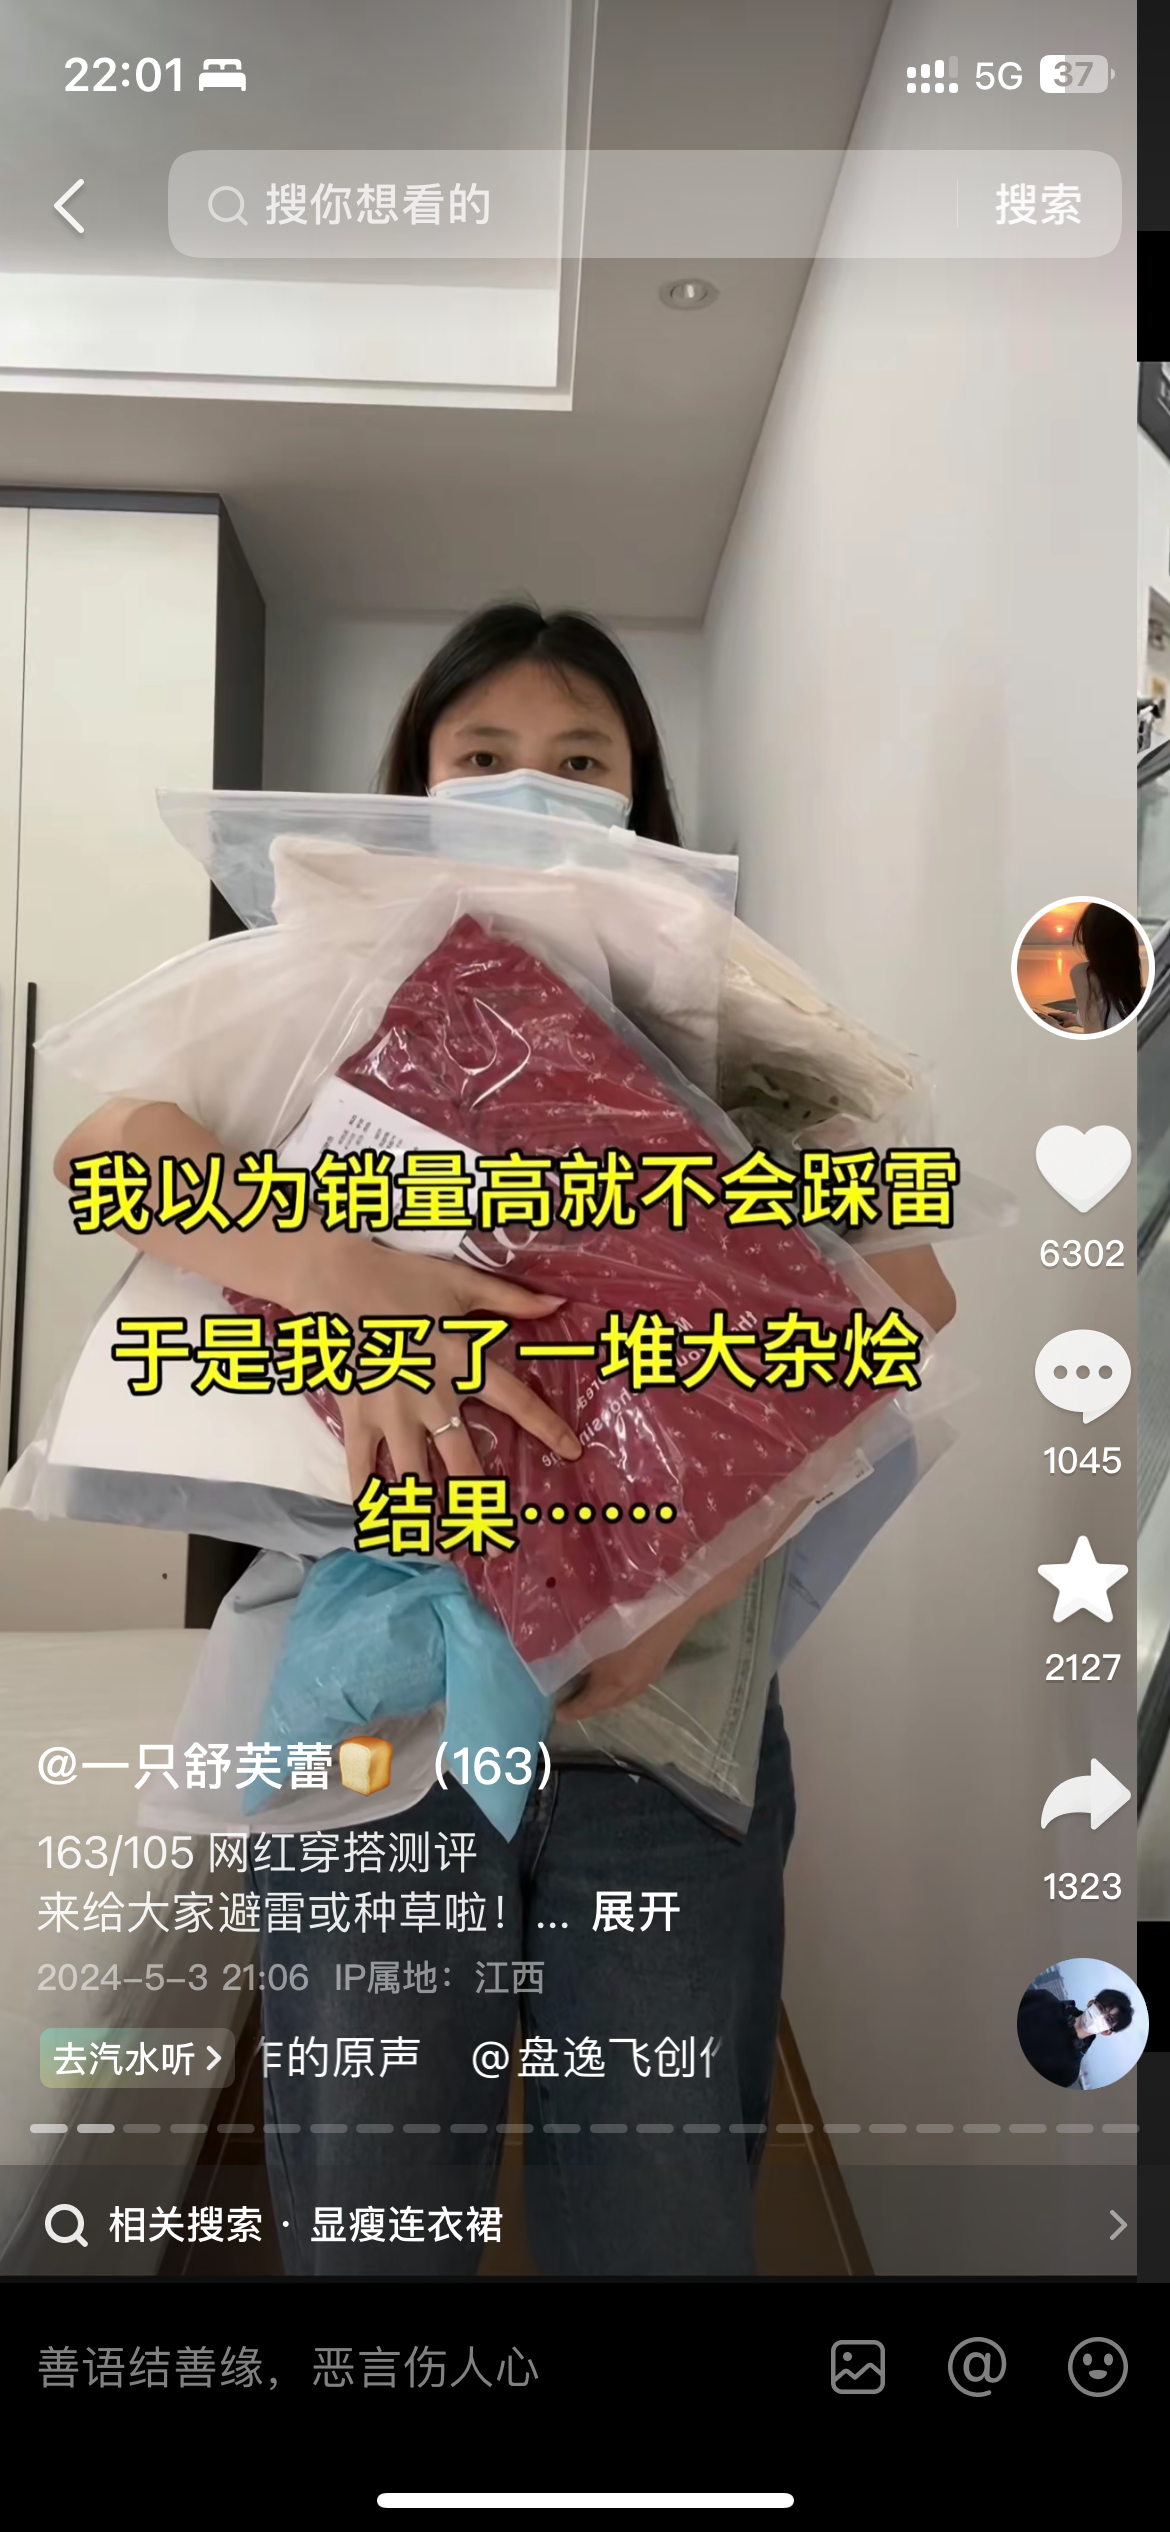 22:01
5G
37
搜你想看的
搜索
我以为销量高就不会踩雷
于是我买了一堆大杂烩
结果······
6302
1045
2127
1323
@一只舒芙蕾🍞（163）
163/105 网红穿搭测评
来给大家避雷或种草啦！... 展开
2024-5-3 21:06 IP属地：江西
去汽水听
的原声 @盘逸飞创
相关搜索 · 显瘦连衣裙
善语结善缘，恶言伤人心